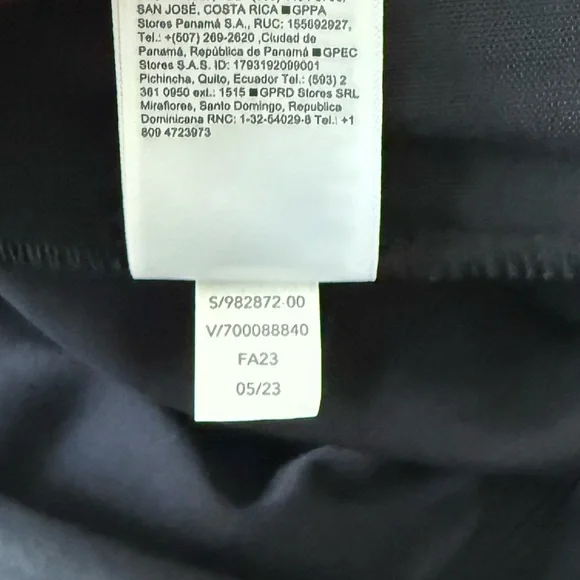 SAN JOSÉ, COSTA RICA ■ GPPA
Stores Panamá S.A., RUC: 155692927,
Tel.: +(507) 269-2620 ,Ciudad de
Panamá, República de Panamá ■ GPEC
Stores S.A.S. ID: 1793192099001
Pichincha, Quito, Ecuador Tel.: (593) 2
361 0950 ext.: 1515 ■ GPRD Stores SRL
Miraflores, Santo Domingo, Republica
Dominicana RNC: 1-32-54029-8 Tel.: +1
809 4723973
S/982872-00
V/700088840
FA23
05/23